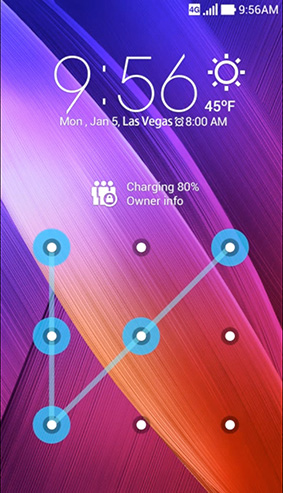 4G 9:56AM
9:56
45°F
Mon , Jan 5, Las Vegas 8:00 AM
Charging 80%
Owner info